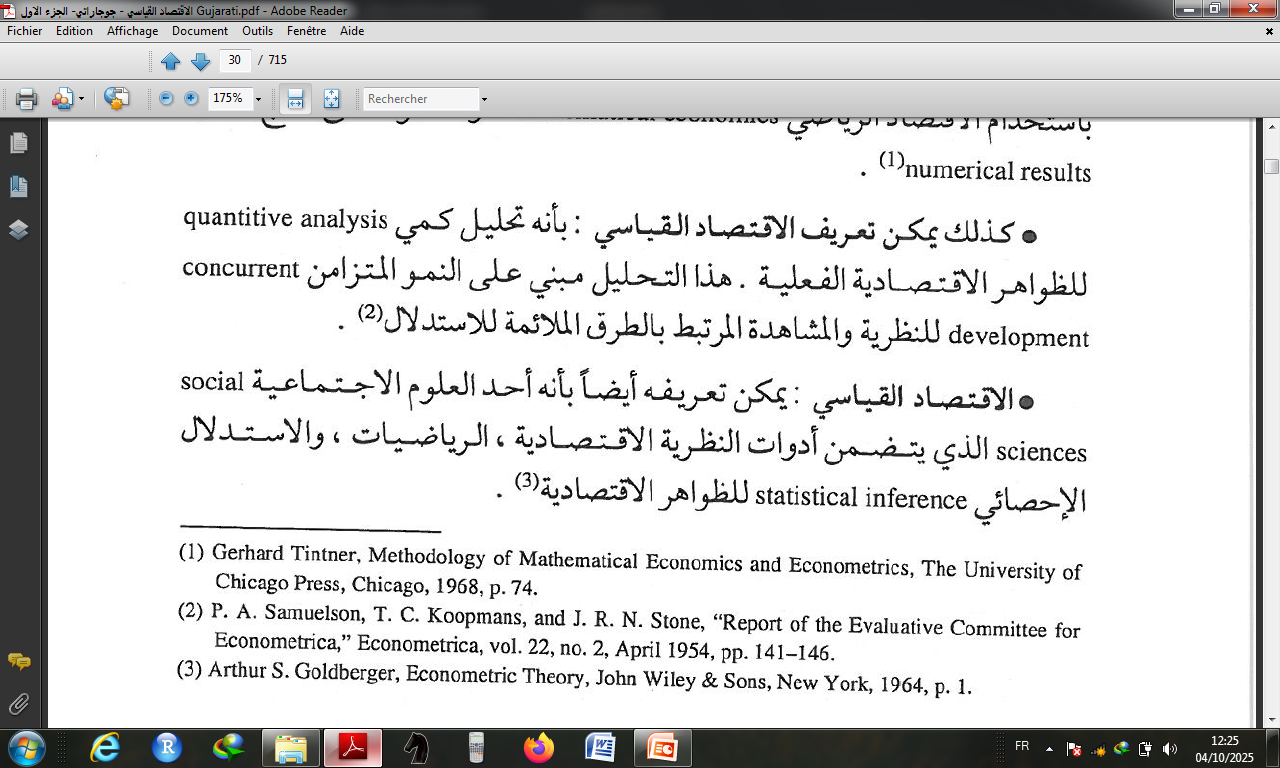 الاقتصاد القياسي - جوجاراتي- الجزء الاول Gujarati.pdf - Adobe Reader
Fichier Edition Affichage Document Outils Fenêtre Aide
30 / 715
175% Rechercher
باستخدام الاقتصاد الرياضي economics
numerical results(1) .
● كذلك يمكن تعريف الاقتصاد القياسي : بأنه تحليل كمي quantitive analysis
للظواهر الاقتصادية الفعلية . هذا التحليل مبني على النمو المتزامن concurrent
development للنظرية والمشاهدة المرتبط بالطرق الملائمة للاستدلال(2) .
● الاقتصاد القياسي : يمكن تعريفه أيضاً بأنه أحد العلوم الاجتماعية social
sciences الذي يتضمن أدوات النظرية الاقتصادية ، الرياضيات ، والاستدلال
الإحصائي statistical inference للظواهر الاقتصادية(3) .
(1) Gerhard Tintner, Methodology of Mathematical Economics and Econometrics, The University of
Chicago Press, Chicago, 1968, p. 74.
(2) P. A. Samuelson, T. C. Koopmans, and J. R. N. Stone, “Report of the Evaluative Committee for
Econometrica,” Econometrica, vol. 22, no. 2, April 1954, pp. 141–146.
(3) Arthur S. Goldberger, Econometric Theory, John Wiley & Sons, New York, 1964, p. 1.
FR 12:25
04/10/2025